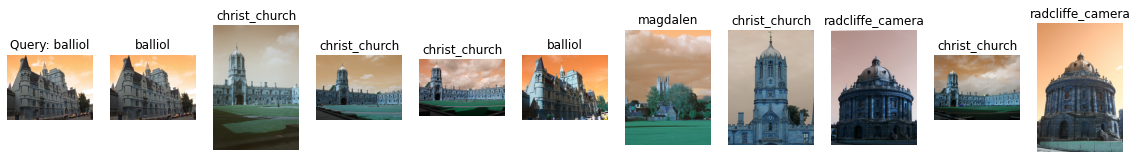 Query: balliol
balliol
christ_church
christ_church
christ_church
balliol
magdalen
christ_church
radcliffe_camera
christ_church
radcliffe_camera